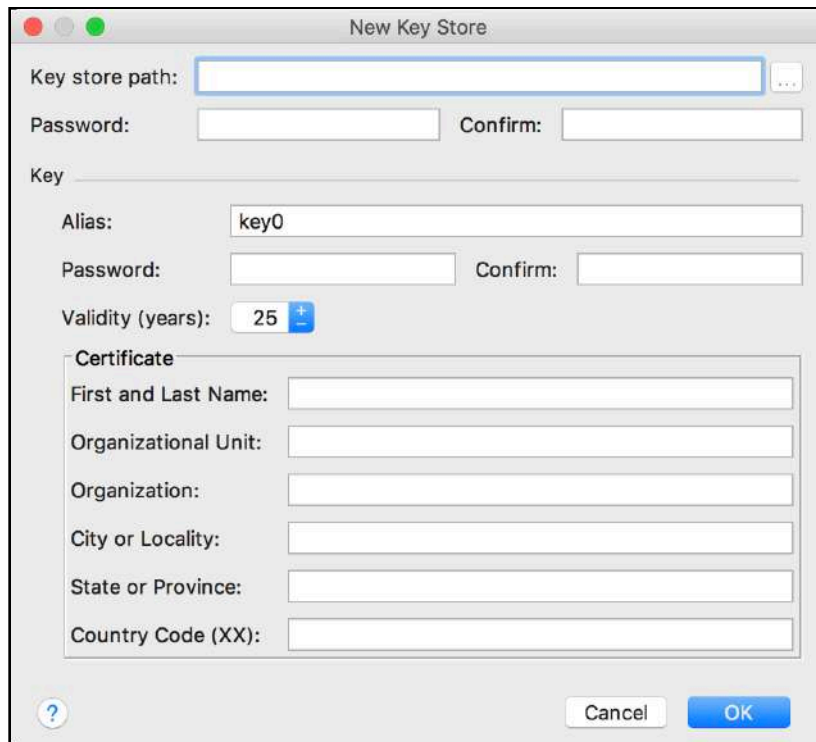 New Key Store
Key store path: ...
Password: Confirm:
Key
Alias: key0
Password: Confirm:
Validity (years): 25 + −
Certificate
First and Last Name:
Organizational Unit:
Organization:
City or Locality:
State or Province:
Country Code (XX):
? Cancel OK